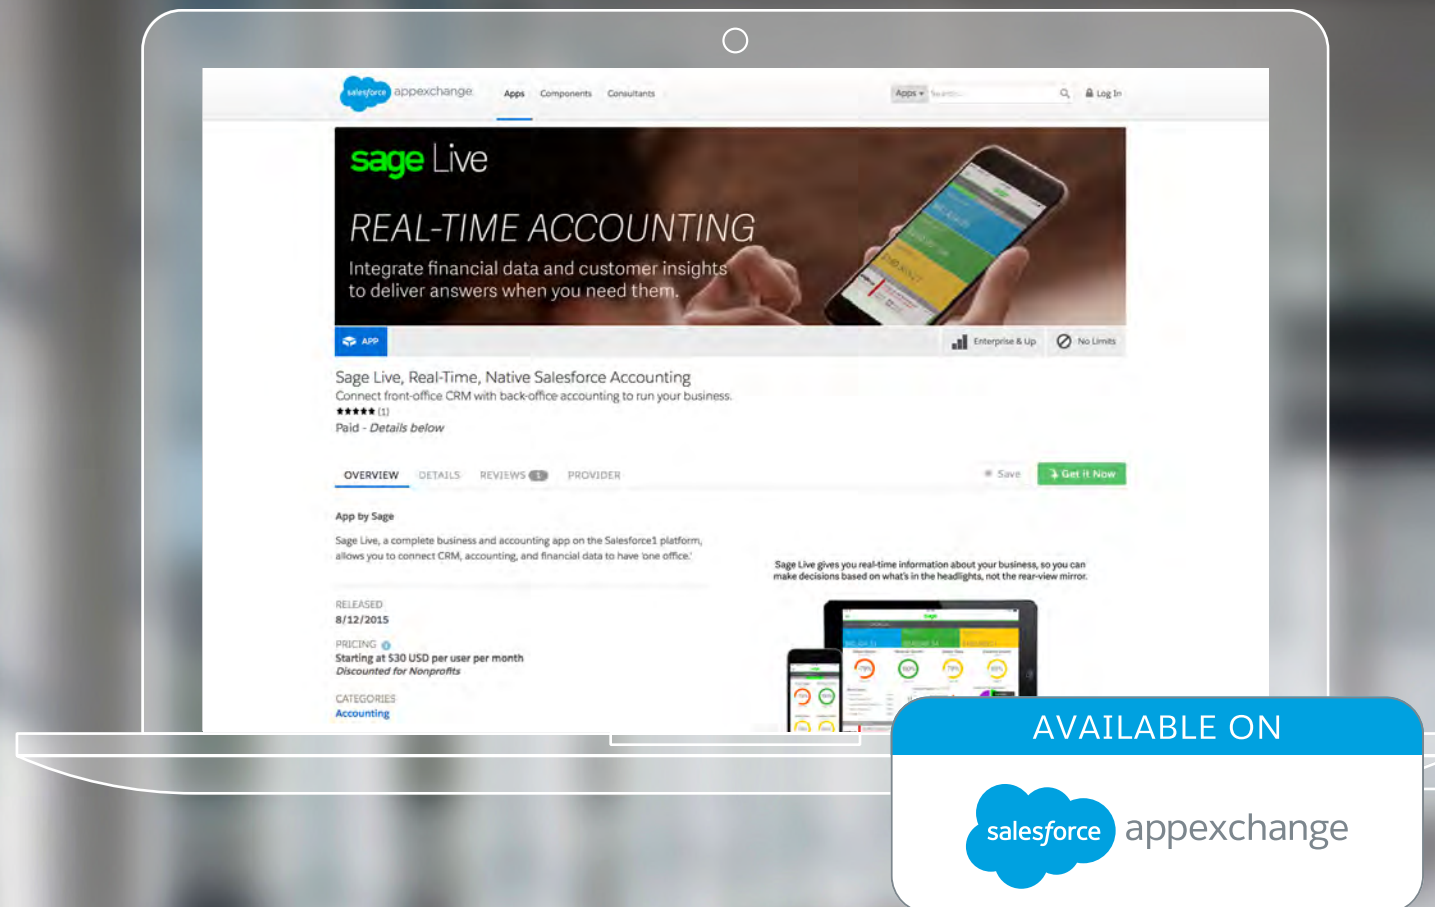 salesforce appexchange Apps Components Consultants Apps Search... Log In
sage Live
REAL-TIME ACCOUNTING
Integrate financial data and customer insights
to deliver answers when you need them.
APP Enterprise & Up No Limits
Sage Live, Real-Time, Native Salesforce Accounting
Connect front-office CRM with back-office accounting to run your business.
(1)
Paid - Details below
OVERVIEW DETAILS REVIEWS 1 PROVIDER Save Get It Now
App by Sage
Sage Live, a complete business and accounting app on the Salesforce1 platform,
allows you to connect CRM, accounting, and financial data to have 'one office.'
Sage Live gives you real-time information about your business, so you can
make decisions based on what's in the headlights, not the rear-view mirror.
RELEASED
8/12/2015
PRICING
Starting at $30 USD per user per month
Discounted for Nonprofits
CATEGORIES
Accounting
sage
AVAILABLE ON
salesforce appexchange